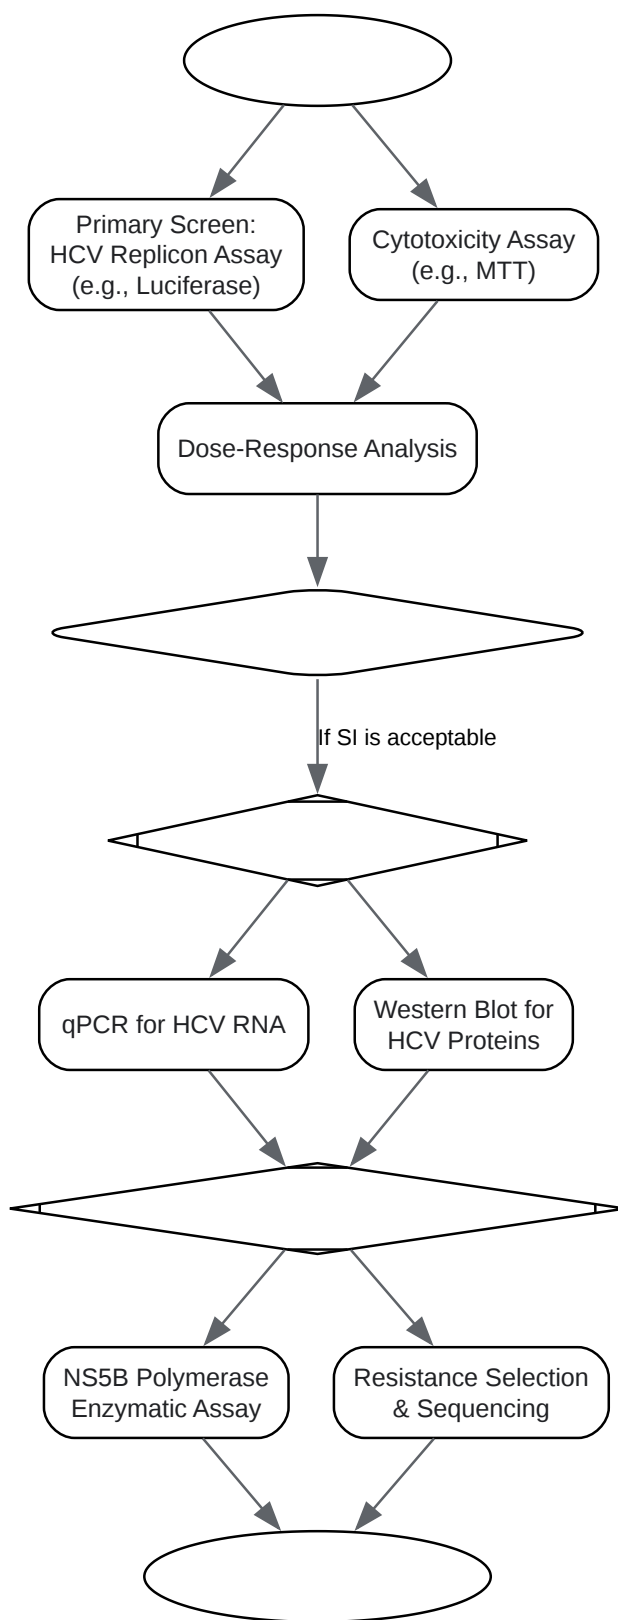 Primary Screen:
HCV Replicon Assay
(e.g., Luciferase)
Cytotoxicity Assay
(e.g., MTT)
Dose-Response Analysis
If SI is acceptable
qPCR for HCV RNA
Western Blot for
HCV Proteins
NS5B Polymerase
Enzymatic Assay
Resistance Selection
& Sequencing